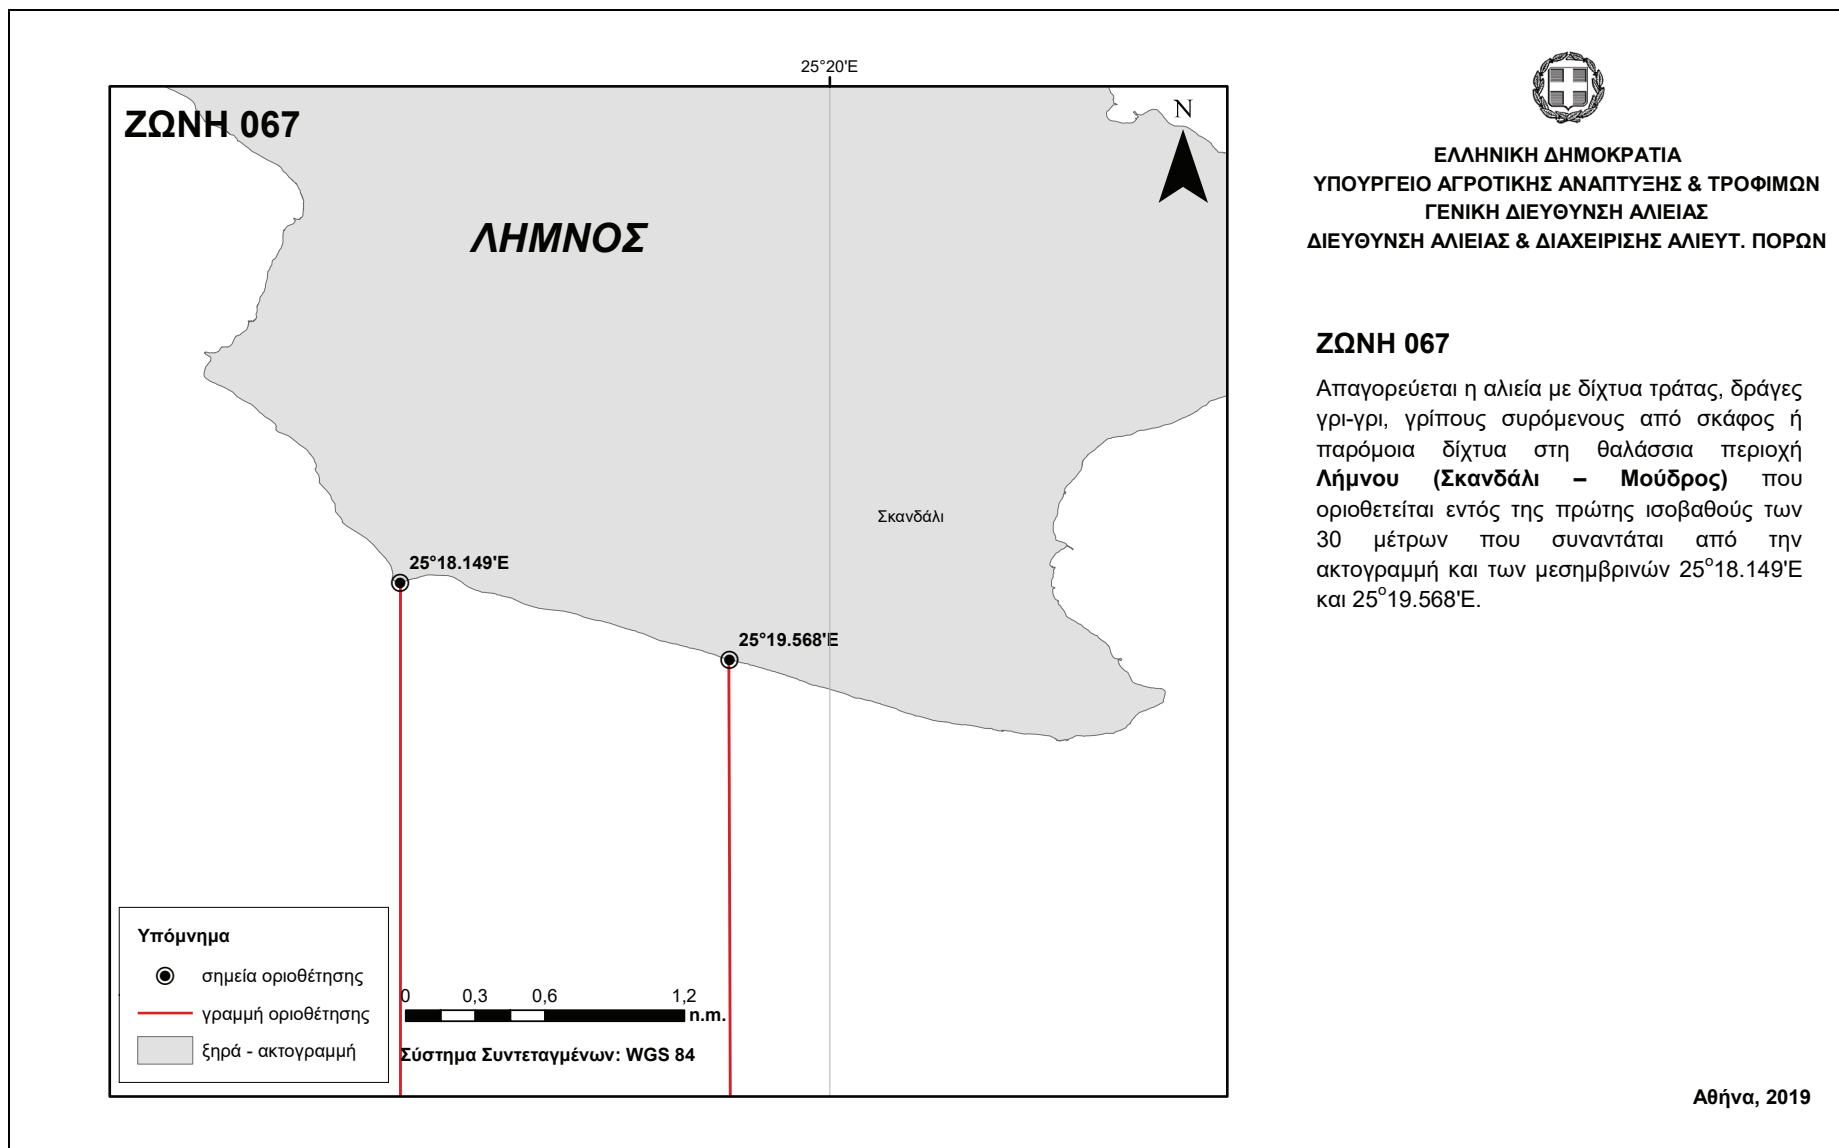 25°20'E
ΖΩΝΗ 067
N
ΛΗΜΝΟΣ
Σκανδάλι
25°18.149'E
25°19.568'E
Υπόμνημα
σημεία οριοθέτησης
γραμμή οριοθέτησης
ξηρά - ακτογραμμή
0 0,3 0,6 1,2
n.m.
Σύστημα Συντεταγμένων: WGS 84
ΕΛΛΗΝΙΚΗ ΔΗΜΟΚΡΑΤΙΑ
ΥΠΟΥΡΓΕΙΟ ΑΓΡΟΤΙΚΗΣ ΑΝΑΠΤΥΞΗΣ & ΤΡΟΦΙΜΩΝ
ΓΕΝΙΚΗ ΔΙΕΥΘΥΝΣΗ ΑΛΙΕΙΑΣ
ΔΙΕΥΘΥΝΣΗ ΑΛΙΕΙΑΣ & ΔΙΑΧΕΙΡΙΣΗΣ ΑΛΙΕΥΤ. ΠΟΡΩΝ
ΖΩΝΗ 067
Απαγορεύεται η αλιεία με δίχτυα τράτας, δράγες
γρι-γρι, γρίπους συρόμενους από σκάφος ή
παρόμοια δίχτυα στη θαλάσσια περιοχή
Λήμνου (Σκανδάλι – Μούδρος) που
οριοθετείται εντός της πρώτης ισοβαθούς των
30 μέτρων που συναντάται από την
ακτογραμμή και των μεσημβρινών 25°18.149'E
και 25°19.568'E.
Αθήνα, 2019